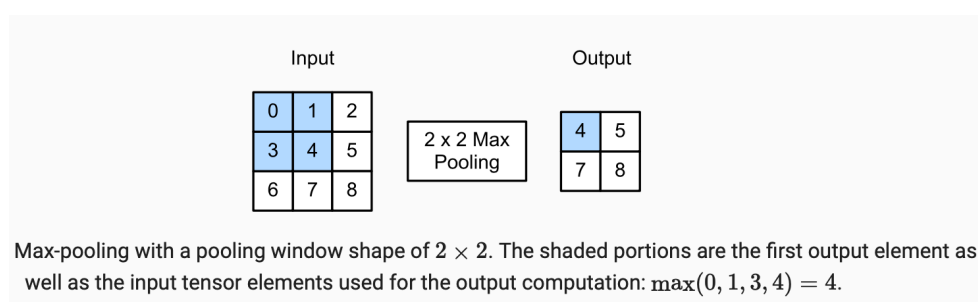 Input Output
0 1 2
3 4 5
6 7 8
2 x 2 Max
Pooling
4 5
7 8
Max-pooling with a pooling window shape of 2 × 2. The shaded portions are the first output element as
well as the input tensor elements used for the output computation: max(0, 1, 3, 4) = 4.